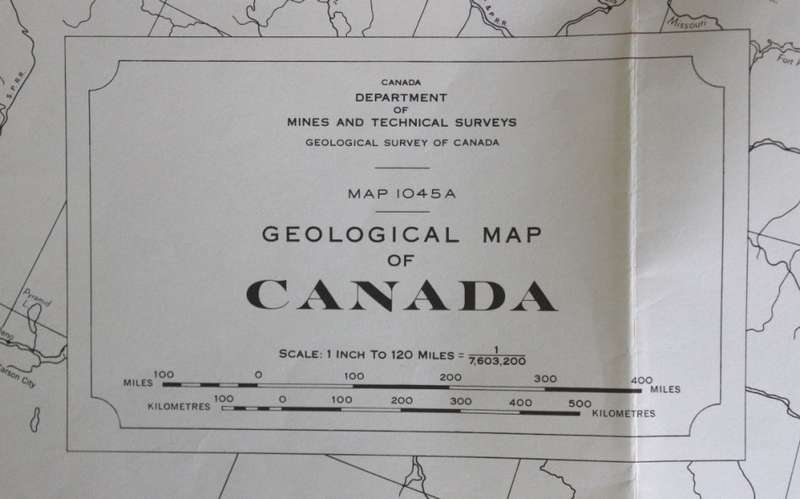 Missouri
S.P.R.R.
CANADA
DEPARTMENT
OF
MINES AND TECHNICAL SURVEYS
GEOLOGICAL SURVEY OF CANADA
MAP 1045A
GEOLOGICAL MAP
OF
CANADA
SCALE: 1 INCH TO 120 MILES = 1/7,603,200
100 0 100 200 300 400
MILES MILES
100 0 100 200 300 400 500
KILOMETRES KILOMETRES
Pyramid
L.
Carson City
Fort